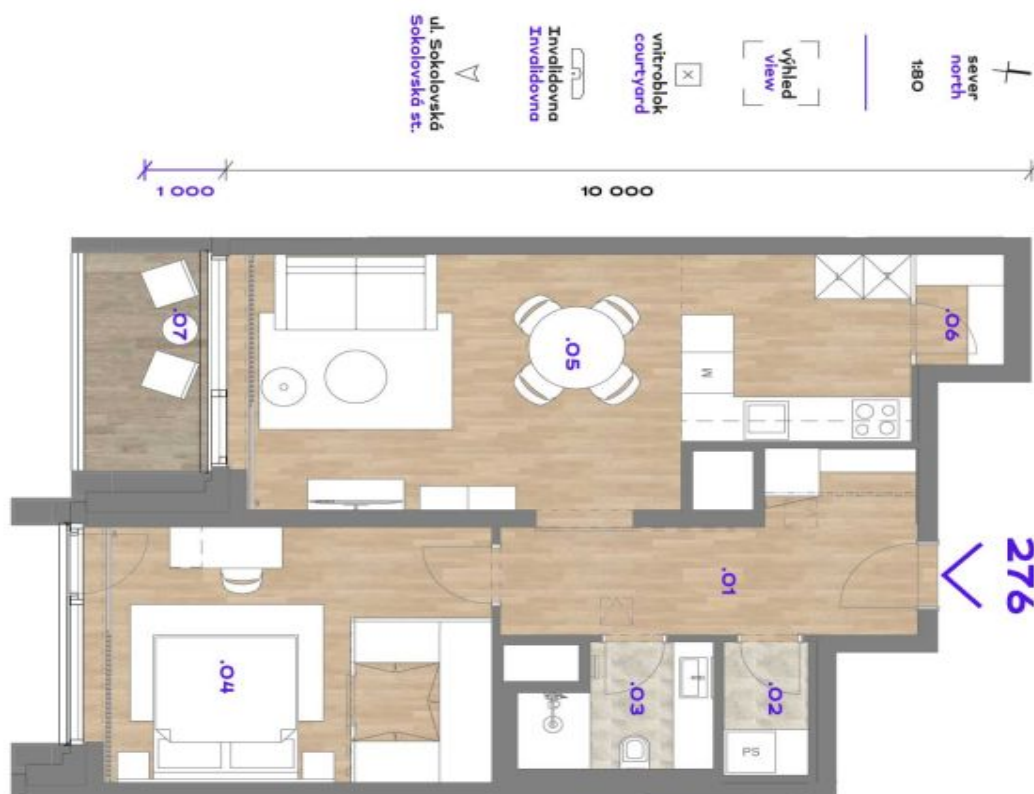 sever
north
1:80
výhled
view
vnitroblok
courtyard
Invalidovna
Invalidovna
ul. Sokolovská
Sokolovská st.
1 000
10 000
276
.01
.02
.03
.04
.05
.06
.07
M
PS